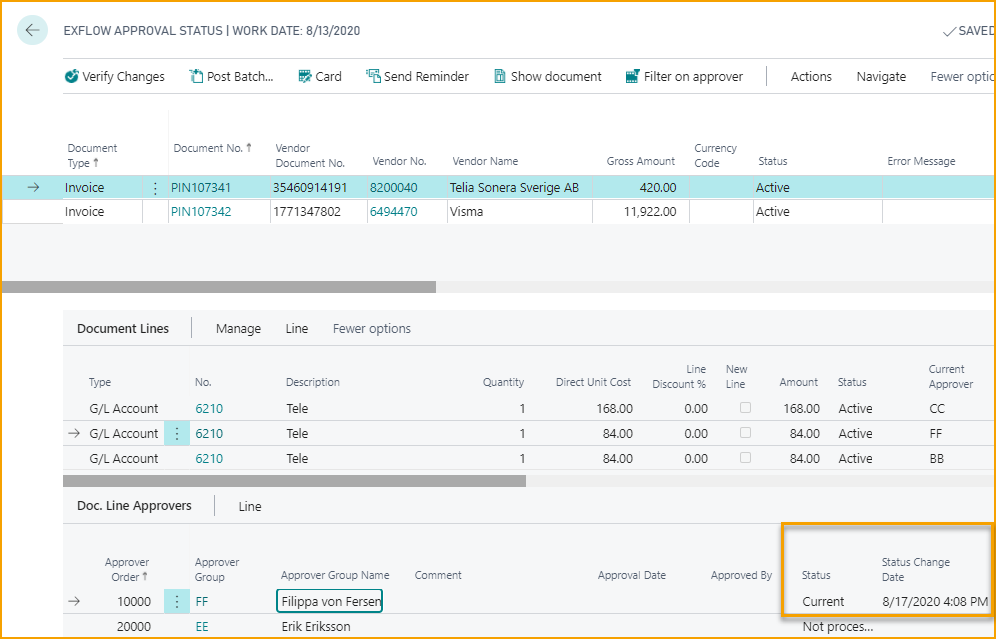 EXFLOW APPROVAL STATUS | WORK DATE: 8/13/2020 SAVED
Verify Changes Post Batch... Card Send Reminder Show document Filter on approver Actions Navigate Fewer optio
Document Type ↑ Document No. ↑ Vendor Document No. Vendor No. Vendor Name Gross Amount Currency Code Status Error Message
→ Invoice PIN107341 35460914191 8200040 Telia Sonera Sverige AB 420.00 Active
Invoice PIN107342 1771347802 6494470 Visma 11,922.00 Active
Document Lines Manage Line Fewer options
Type No. Description Quantity Direct Unit Cost Line Discount % New Line Amount Status Current Approver
G/L Account 6210 Tele 1 168.00 0.00 168.00 Active CC
→ G/L Account 6210 Tele 1 84.00 0.00 84.00 Active FF
G/L Account 6210 Tele 1 84.00 0.00 84.00 Active BB
Doc. Line Approvers Line
Approver Order ↑ Approver Group Approver Group Name Comment Approval Date Approved By Status Status Change Date
→ 10000 FF Filippa von Fersen Current 8/17/2020 4:08 PM
20000 EE Erik Eriksson Not proces...